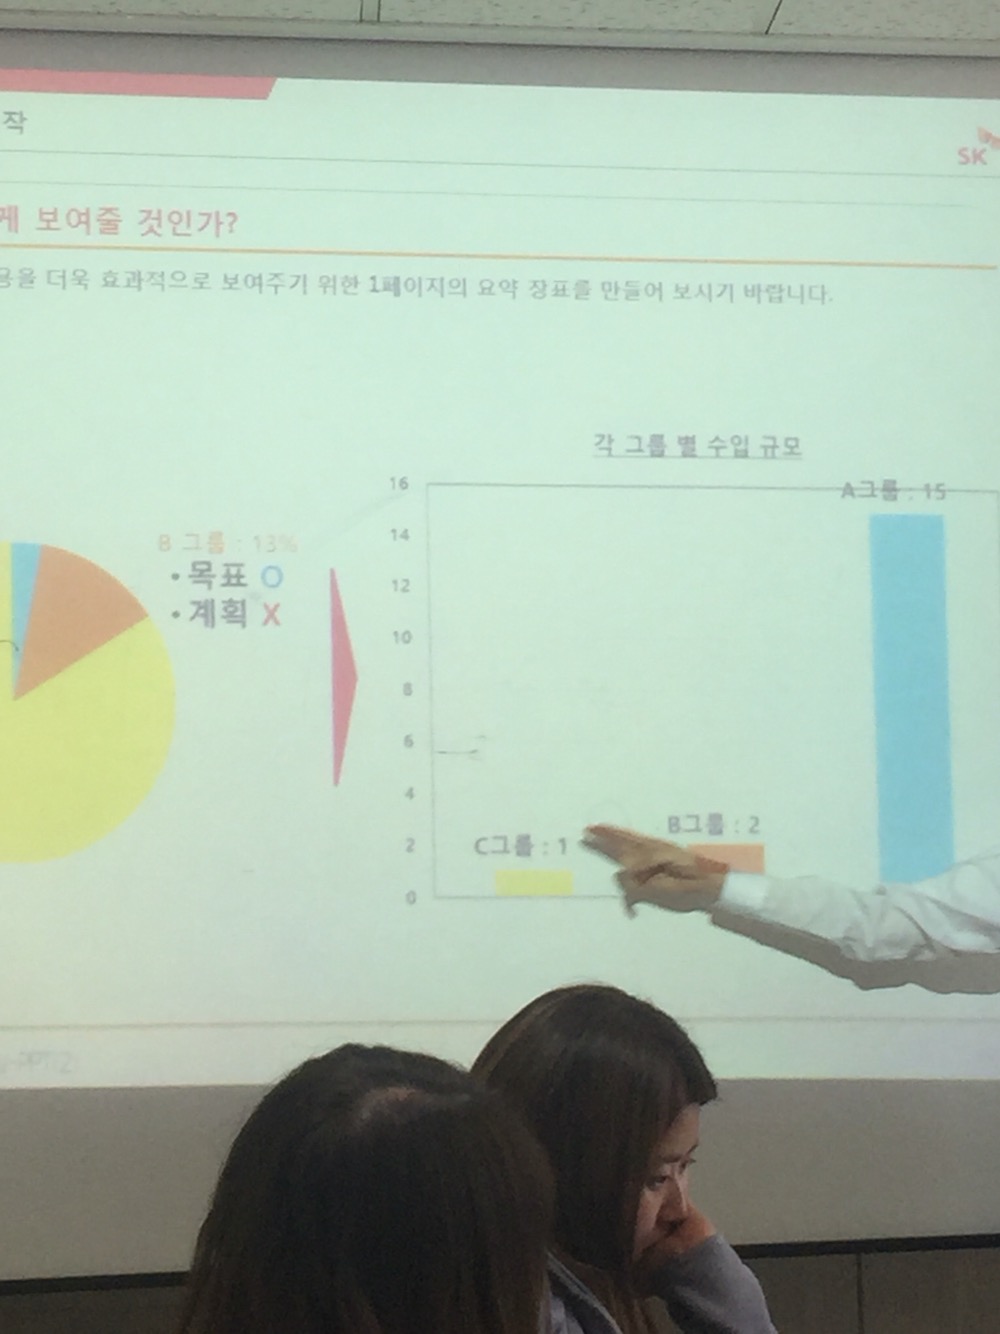 작
SK
게 보여줄 것인가?
용을 더욱 효과적으로 보여주기 위한 1페이지의 요약 장표를 만들어 보시기 바랍니다.
B 그룹 : 13%
• 목표 O
• 계획 X
각 그룹 별 수입 규모
16
14
12
10
8
6
4
2
0
C그룹 : 1
B그룹 : 2
A그룹 : 15